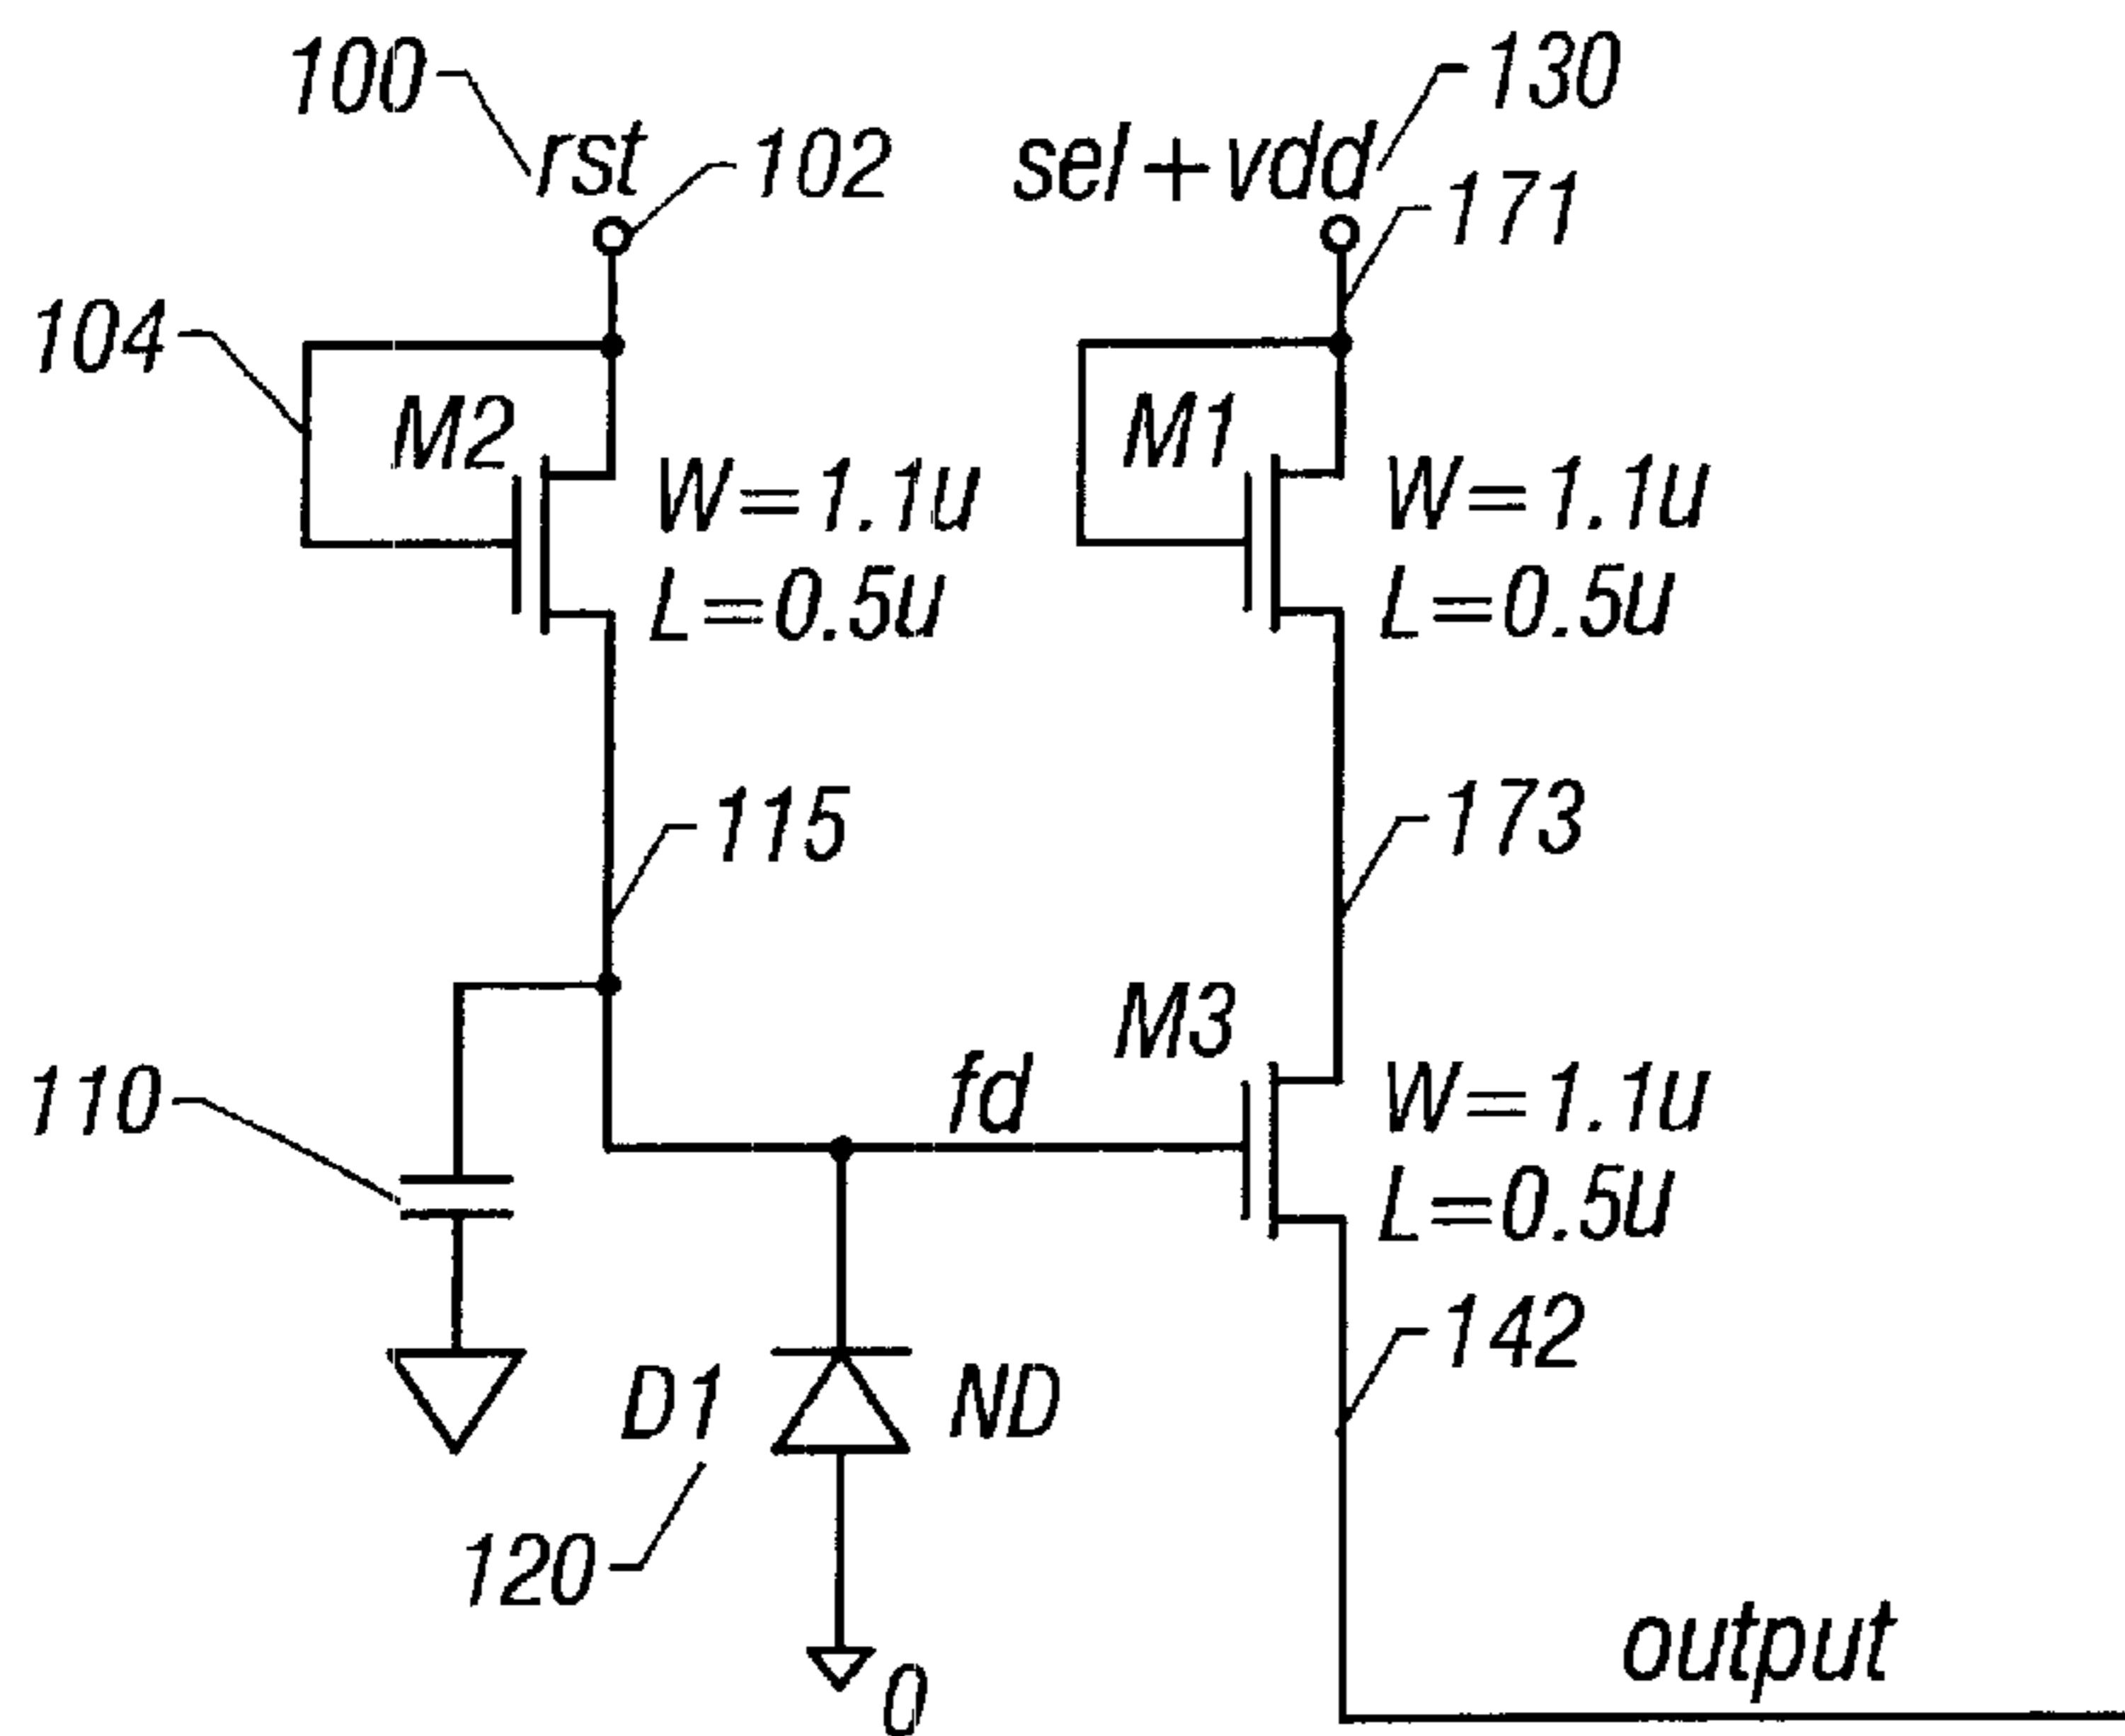 100
130
rst
102
sel+vdd
171
104
M2
M1
W=1.1u
L=0.5u
W=1.1u
L=0.5u
115
173
M3
110
fd
W=1.1u
L=0.5u
142
D1
ND
120
output
0